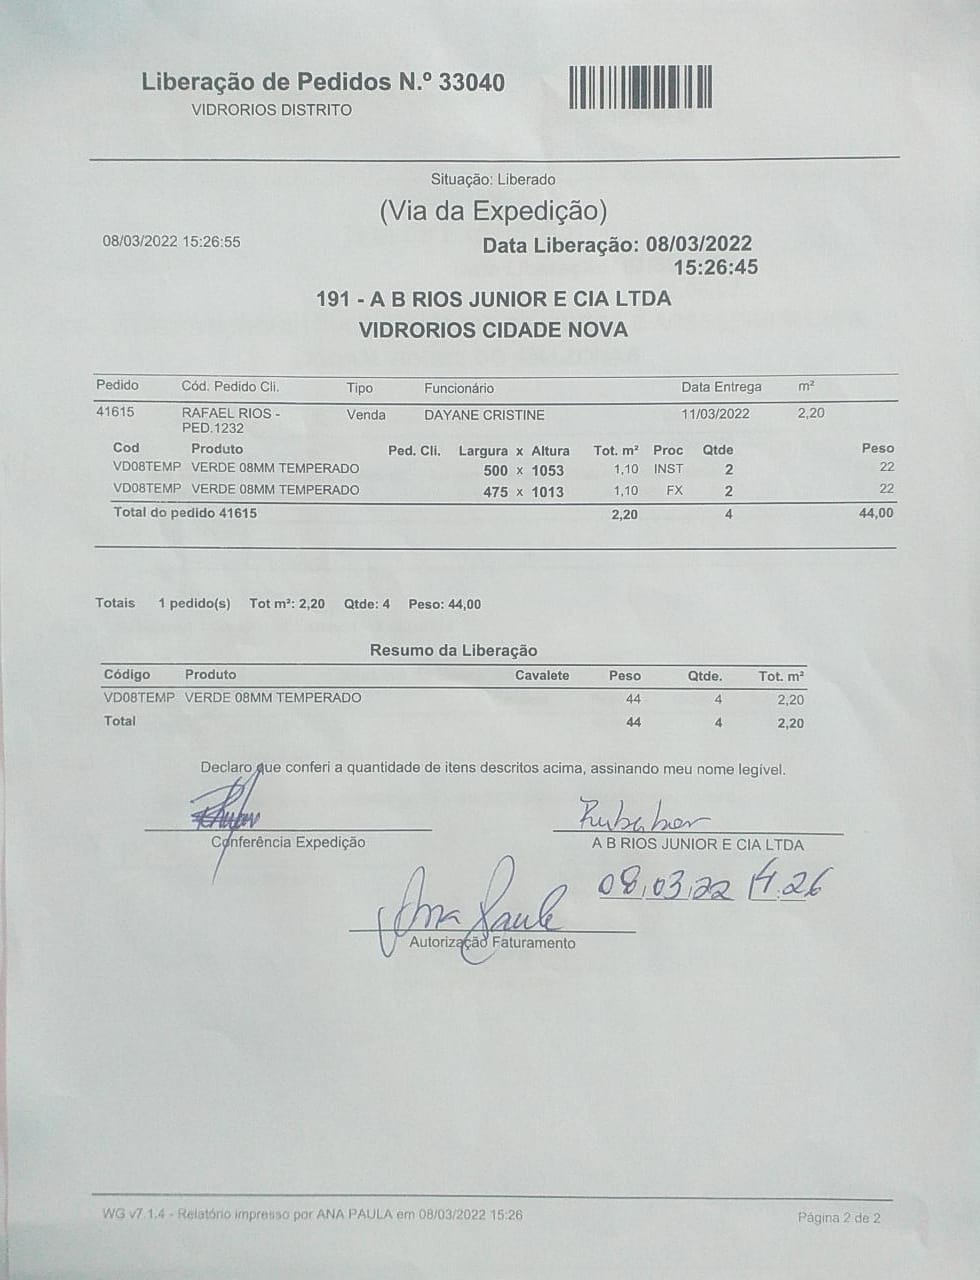 Liberação de Pedidos N.º 33040
VIDRORIOS DISTRITO
Situação: Liberado
(Via da Expedição)
08/03/2022 15:26:55 Data Liberação: 08/03/2022
15:26:45
191 - A B RIOS JUNIOR E CIA LTDA
VIDRORIOS CIDADE NOVA
Pedido Cód. Pedido Cli. Tipo Funcionário Data Entrega m²
41615 RAFAEL RIOS - Venda DAYANE CRISTINE 11/03/2022 2,20
PED.1232
Cod Produto Ped. Cli. Largura x Altura Tot. m² Proc Qtde Peso
VD08TEMP VERDE 08MM TEMPERADO 500 x 1053 1,10 INST 2 22
VD08TEMP VERDE 08MM TEMPERADO 475 x 1013 1,10 FX 2 22
Total do pedido 41615 2,20 4 44,00
Totais 1 pedido(s) Tot m²: 2,20 Qtde: 4 Peso: 44,00
Resumo da Liberação
Código Produto Cavalete Peso Qtde. Tot. m²
VD08TEMP VERDE 08MM TEMPERADO 44 4 2,20
Total 44 4 2,20
Declaro que conferi a quantidade de itens descritos acima, assinando meu nome legível.
Conferência Expedição A B RIOS JUNIOR E CIA LTDA
08,03,22
Ana Paula
Autorização Faturamento
WG v7.1.4 - Relatório impresso por ANA PAULA em 08/03/2022 15:26 Página 2 de 2